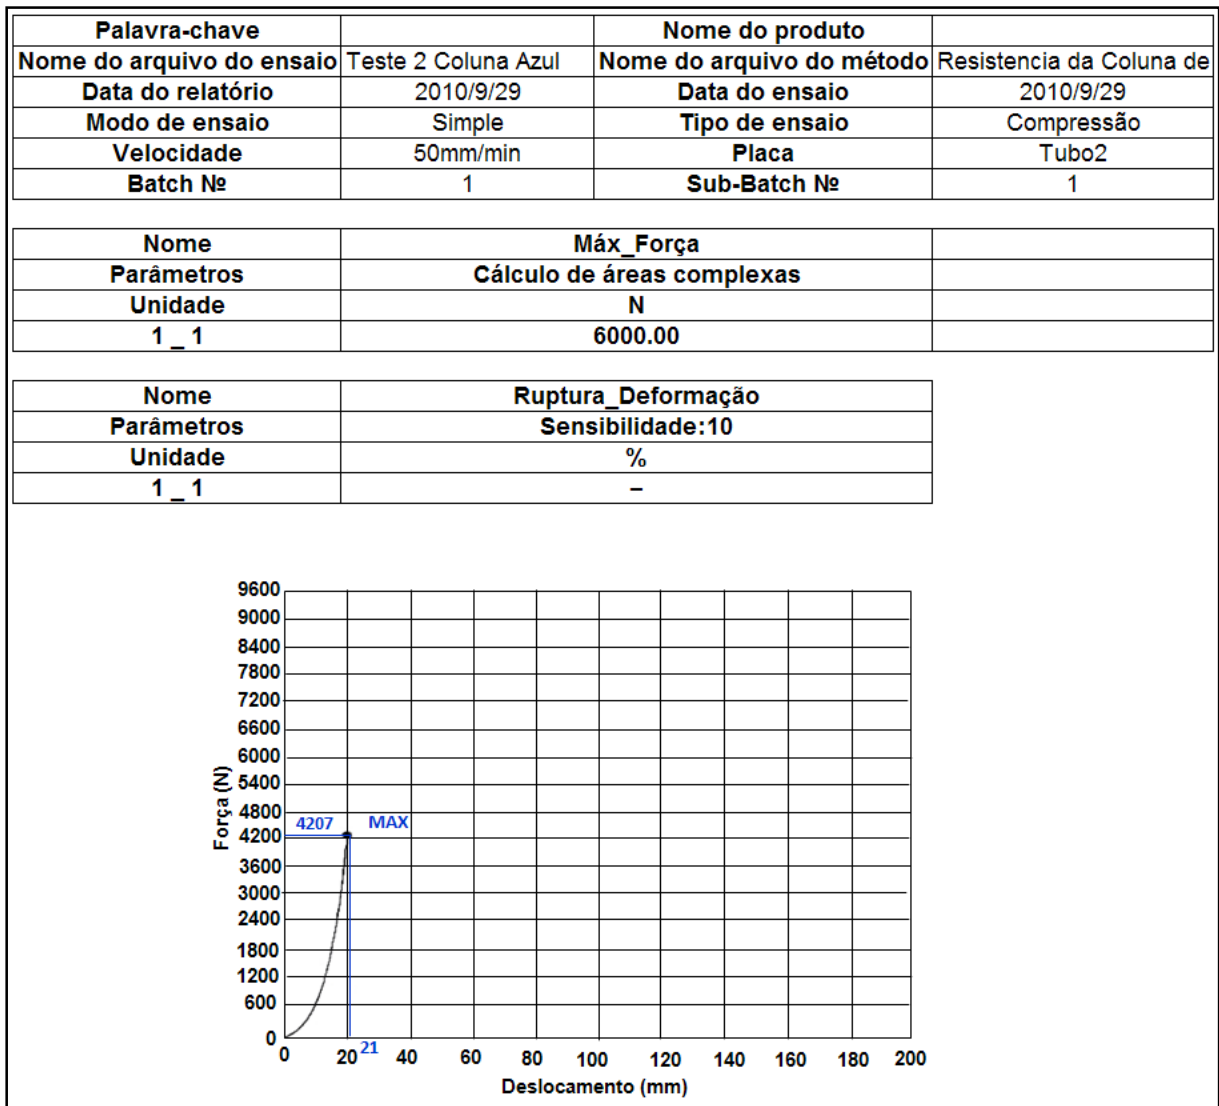 Palavra-chave Nome do produto
Nome do arquivo do ensaio Teste 2 Coluna Azul Nome do arquivo do método Resistencia da Coluna de
Data do relatório 2010/9/29 Data do ensaio 2010/9/29
Modo de ensaio Simple Tipo de ensaio Compressão
Velocidade 50mm/min Placa Tubo2
Batch Nº 1 Sub-Batch Nº 1
Nome Máx_Força
Parâmetros Cálculo de áreas complexas
Unidade N
1 _ 1 6000.00
Nome Ruptura_Deformação
Parâmetros Sensibilidade:10
Unidade %
1 _ 1 –
9600
9000
8400
7800
7200
6600
6000
5400
4800
4200
3600
3000
2400
1800
1200
600
0
Força (N)
4207 MAX
21
0 20 40 60 80 100 120 140 160 180 200
Deslocamento (mm)